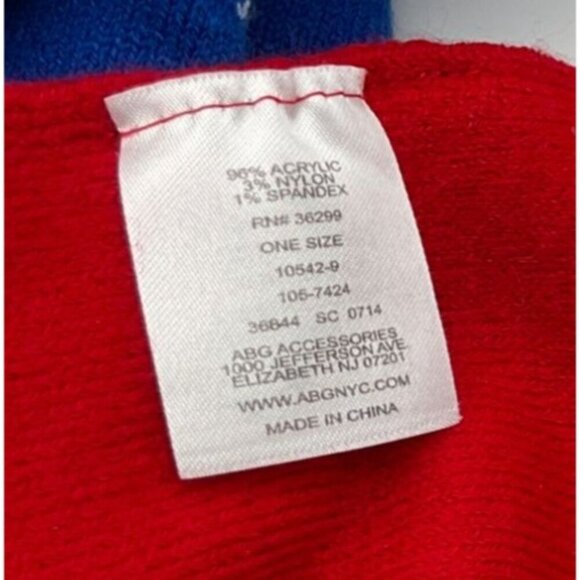 96% ACRYLIC
3% NYLON
1% SPANDEX
RN# 36299
ONE SIZE
10542-9
105-7424
36844 SC 0714
ABG ACCESSORIES
1000 JEFFERSON AVE.
ELIZABETH NJ 07201
WWW.ABGNYC.COM
MADE IN CHINA